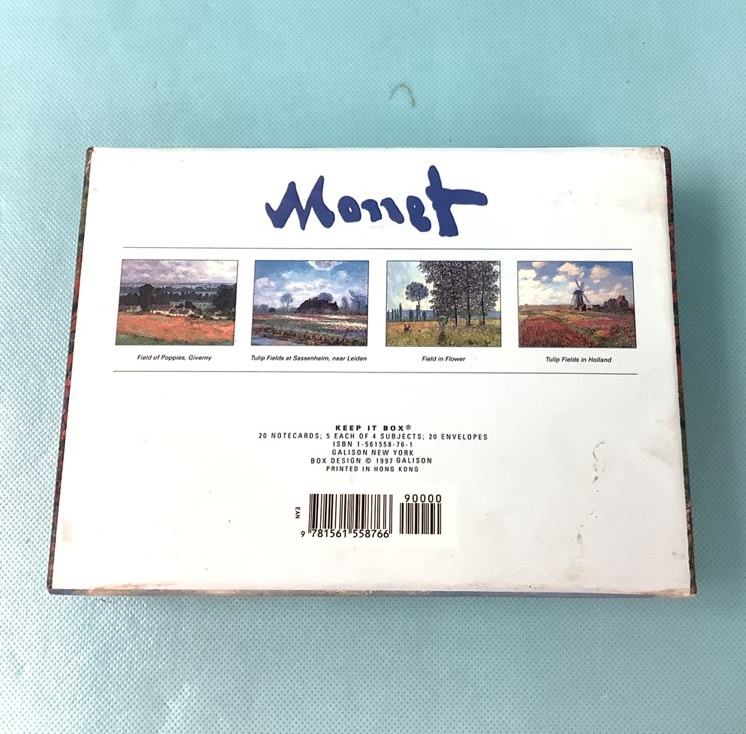 Monet
Field of Poppies, Giverny
Tulip Fields at Sassenheim, near Leiden
Field in Flower
Tulip Fields in Holland
KEEP IT BOX®
20 NOTECARDS; 5 EACH OF 4 SUBJECTS; 20 ENVELOPES
ISBN 1-561558-76-1
GALISON NEW YORK
BOX DESIGN © 1997 GALISON
PRINTED IN HONG KONG
90000
EAN
9 781561 558766